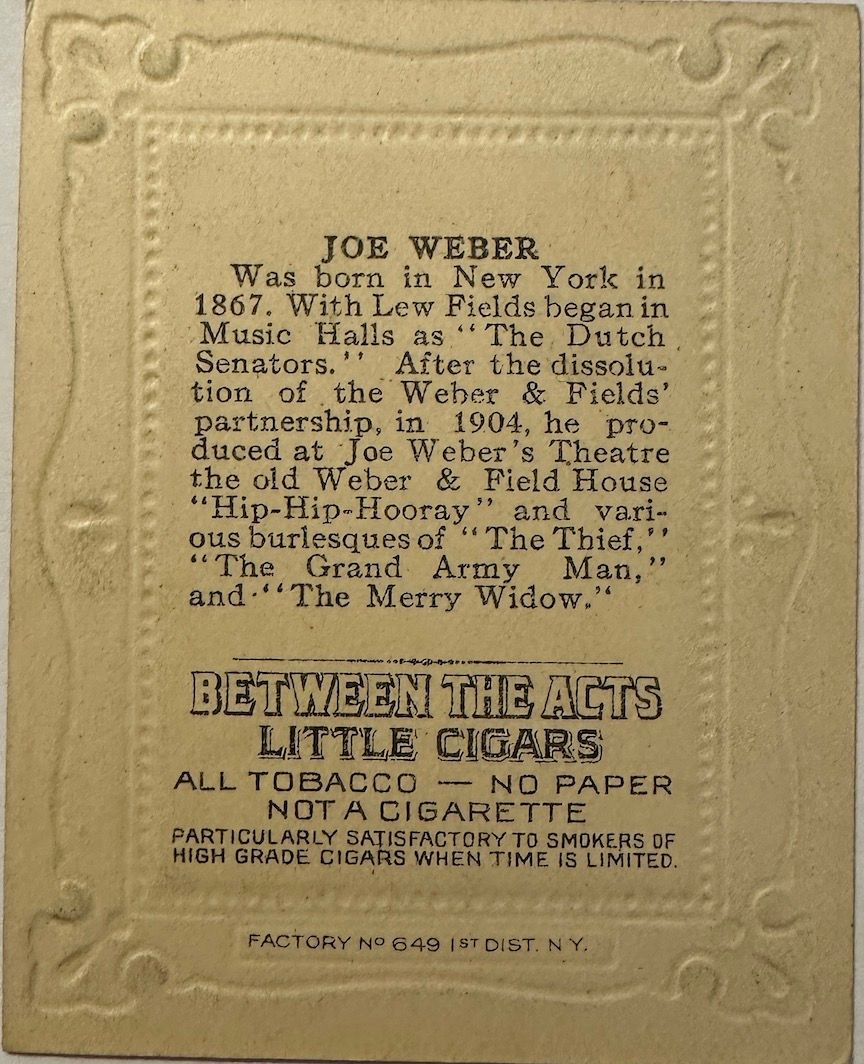 JOE WEBER
Was born in New York in
1867. With Lew Fields began in
Music Halls as "The Dutch
Senators." After the dissolu-
tion of the Weber & Fields'
partnership, in 1904, he pro-
duced at Joe Weber's Theatre
the old Weber & Field House
"Hip-Hip-Hooray" and vari-
ous burlesques of "The Thief,"
"The Grand Army Man,"
and "The Merry Widow."
BETWEEN THE ACTS
LITTLE CIGARS
ALL TOBACCO — NO PAPER
NOT A CIGARETTE
PARTICULARLY SATISFACTORY TO SMOKERS OF
HIGH GRADE CIGARS WHEN TIME IS LIMITED.
FACTORY Nº 649 1ST DIST. N Y.